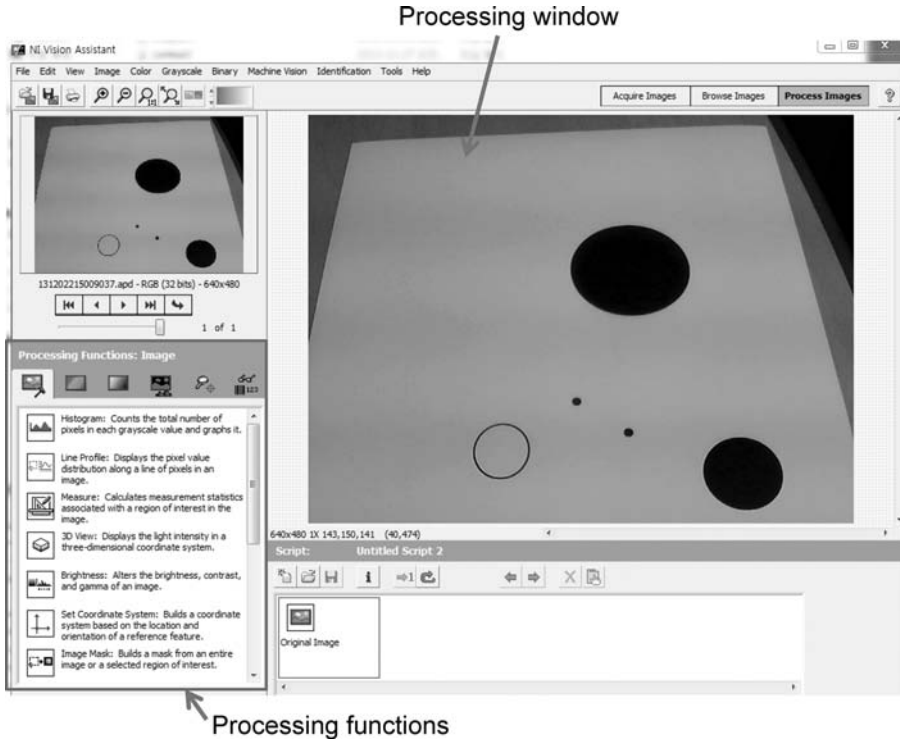 Processing window
NI Vision Assistant
File Edit View Image Color Grayscale Binary Machine Vision Identification Tools Help
Acquire Images Browse Images Process Images
131202215009037.apd - RGB (32 bits) - 640x480
1 of 1
Processing Functions: Image
Histogram: Counts the total number of
pixels in each grayscale value and graphs it.
Line Profile: Displays the pixel value
distribution along a line of pixels in an
image.
Measure: Calculates measurement statistics
associated with a region of interest in the
image.
3D View: Displays the light intensity in a
three-dimensional coordinate system.
Brightness: Alters the brightness, contrast,
and gamma of an image.
Set Coordinate System: Builds a coordinate
system based on the location and
orientation of a reference feature.
Image Mask: Builds a mask from an entire
image or a selected region of interest.
640x480 1X 143,150,141 (40,474)
Script: Untitled Script 2
Original Image
Processing functions